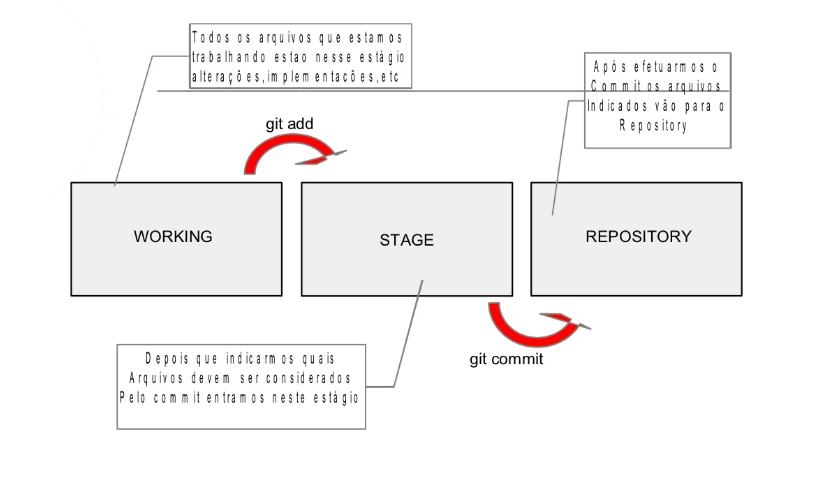 Todos os arquivos que estamos
trabalhando estao nesse estágio
alterações,implementacões,etc
Após efetuarmos o
Commit os arquivos
Indicados vão para o
Repository
git add
WORKING
STAGE
REPOSITORY
git commit
Depois que indicarmos quais
Arquivos devem ser considerados
Pelo commit entramos neste estágio